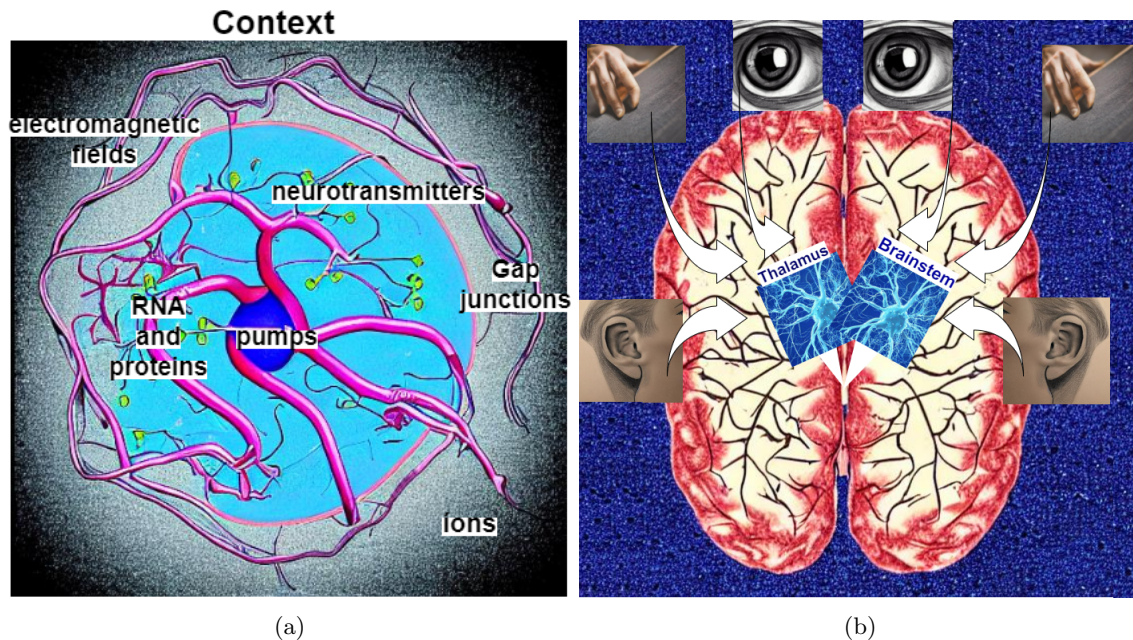 Context
electromagnetic
fields
neurotransmitters
Gap
junctions
RNA
and
proteins
pumps
ions
Thalamus
Brainstem
(a)
(b)